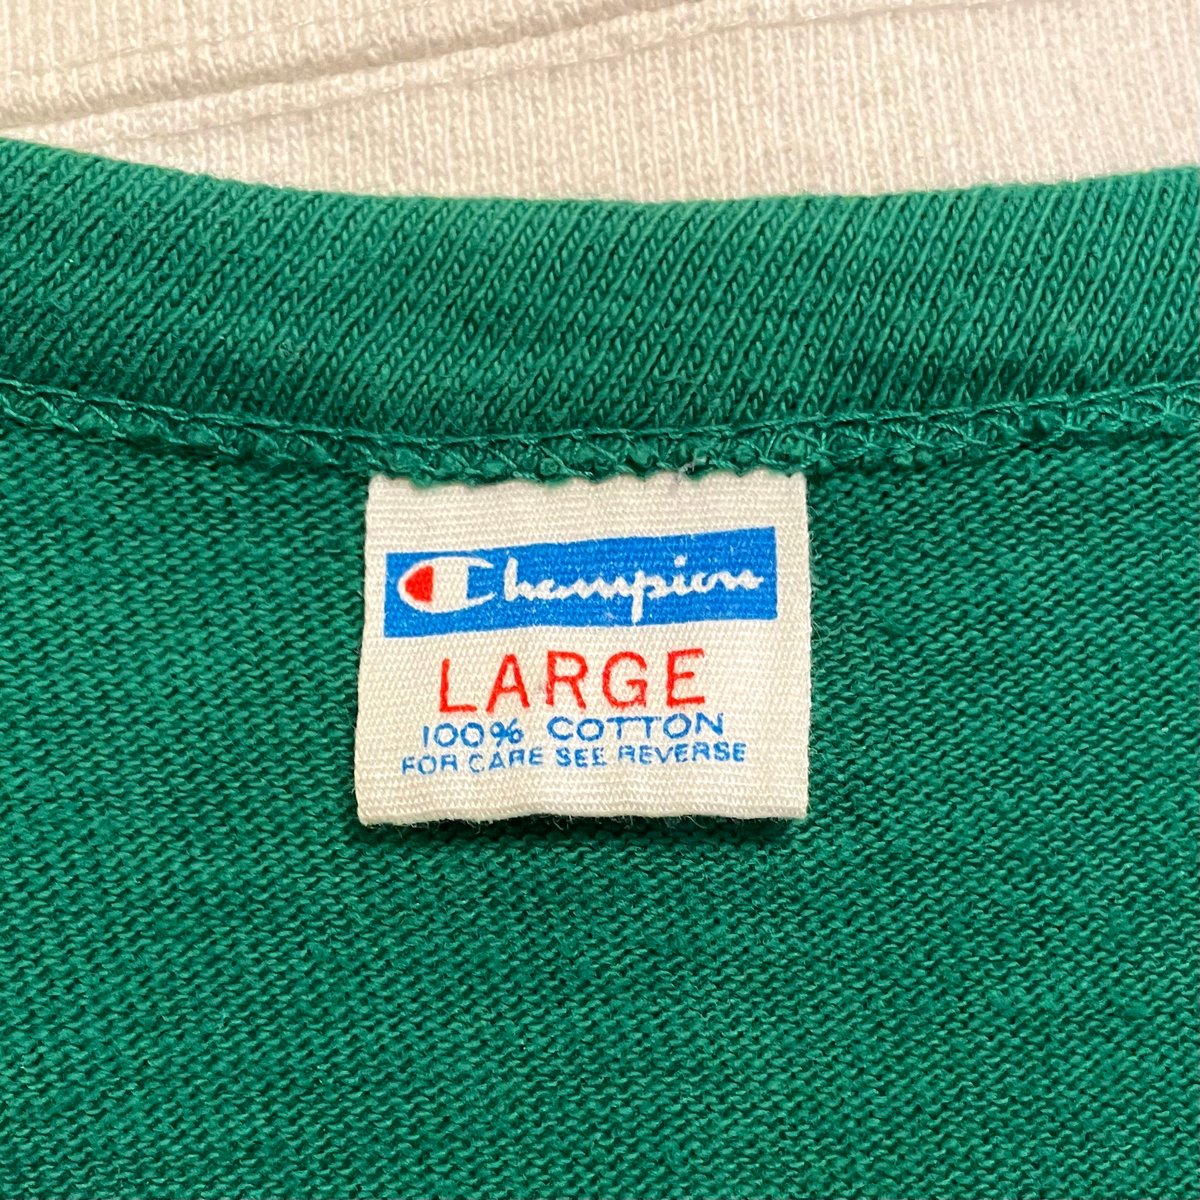 Champion
LARGE
100% COTTON
FOR CARE SEE REVERSE